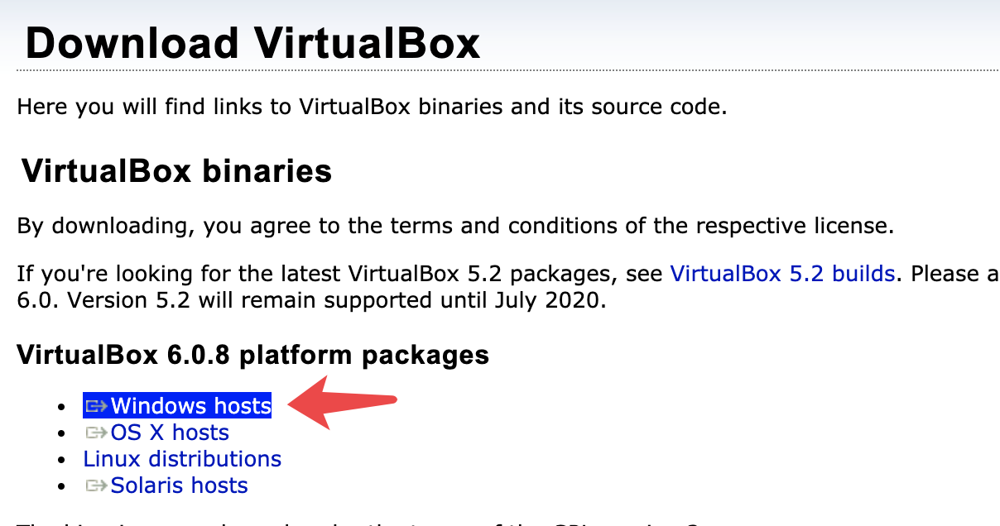 Download VirtualBox
Here you will find links to VirtualBox binaries and its source code.
VirtualBox binaries
By downloading, you agree to the terms and conditions of the respective license.
If you're looking for the latest VirtualBox 5.2 packages, see VirtualBox 5.2 builds. Please
6.0. Version 5.2 will remain supported until July 2020.
VirtualBox 6.0.8 platform packages
Windows hosts
OS X hosts
Linux distributions
Solaris hosts